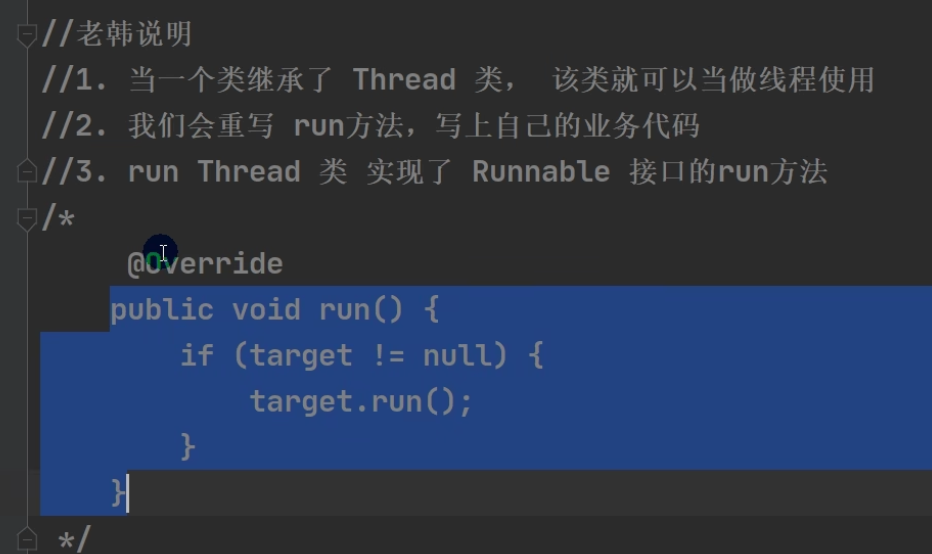 //老韩说明
//1. 当一个类继承了 Thread 类， 该类就可以当做线程使用
//2. 我们会重写 run方法，写上自己的业务代码
//3. run Thread 类 实现了 Runnable 接口的run方法
/*
@Override
public void run() {
if (target != null) {
target.run();
}
}
*/